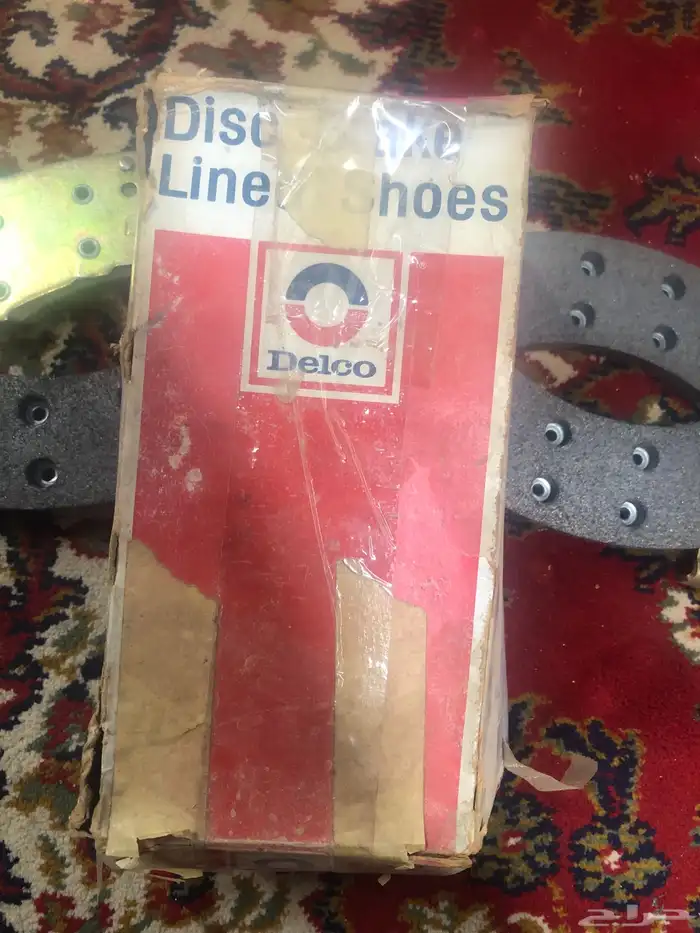 Disc
Line Shoes
Delco
حراج